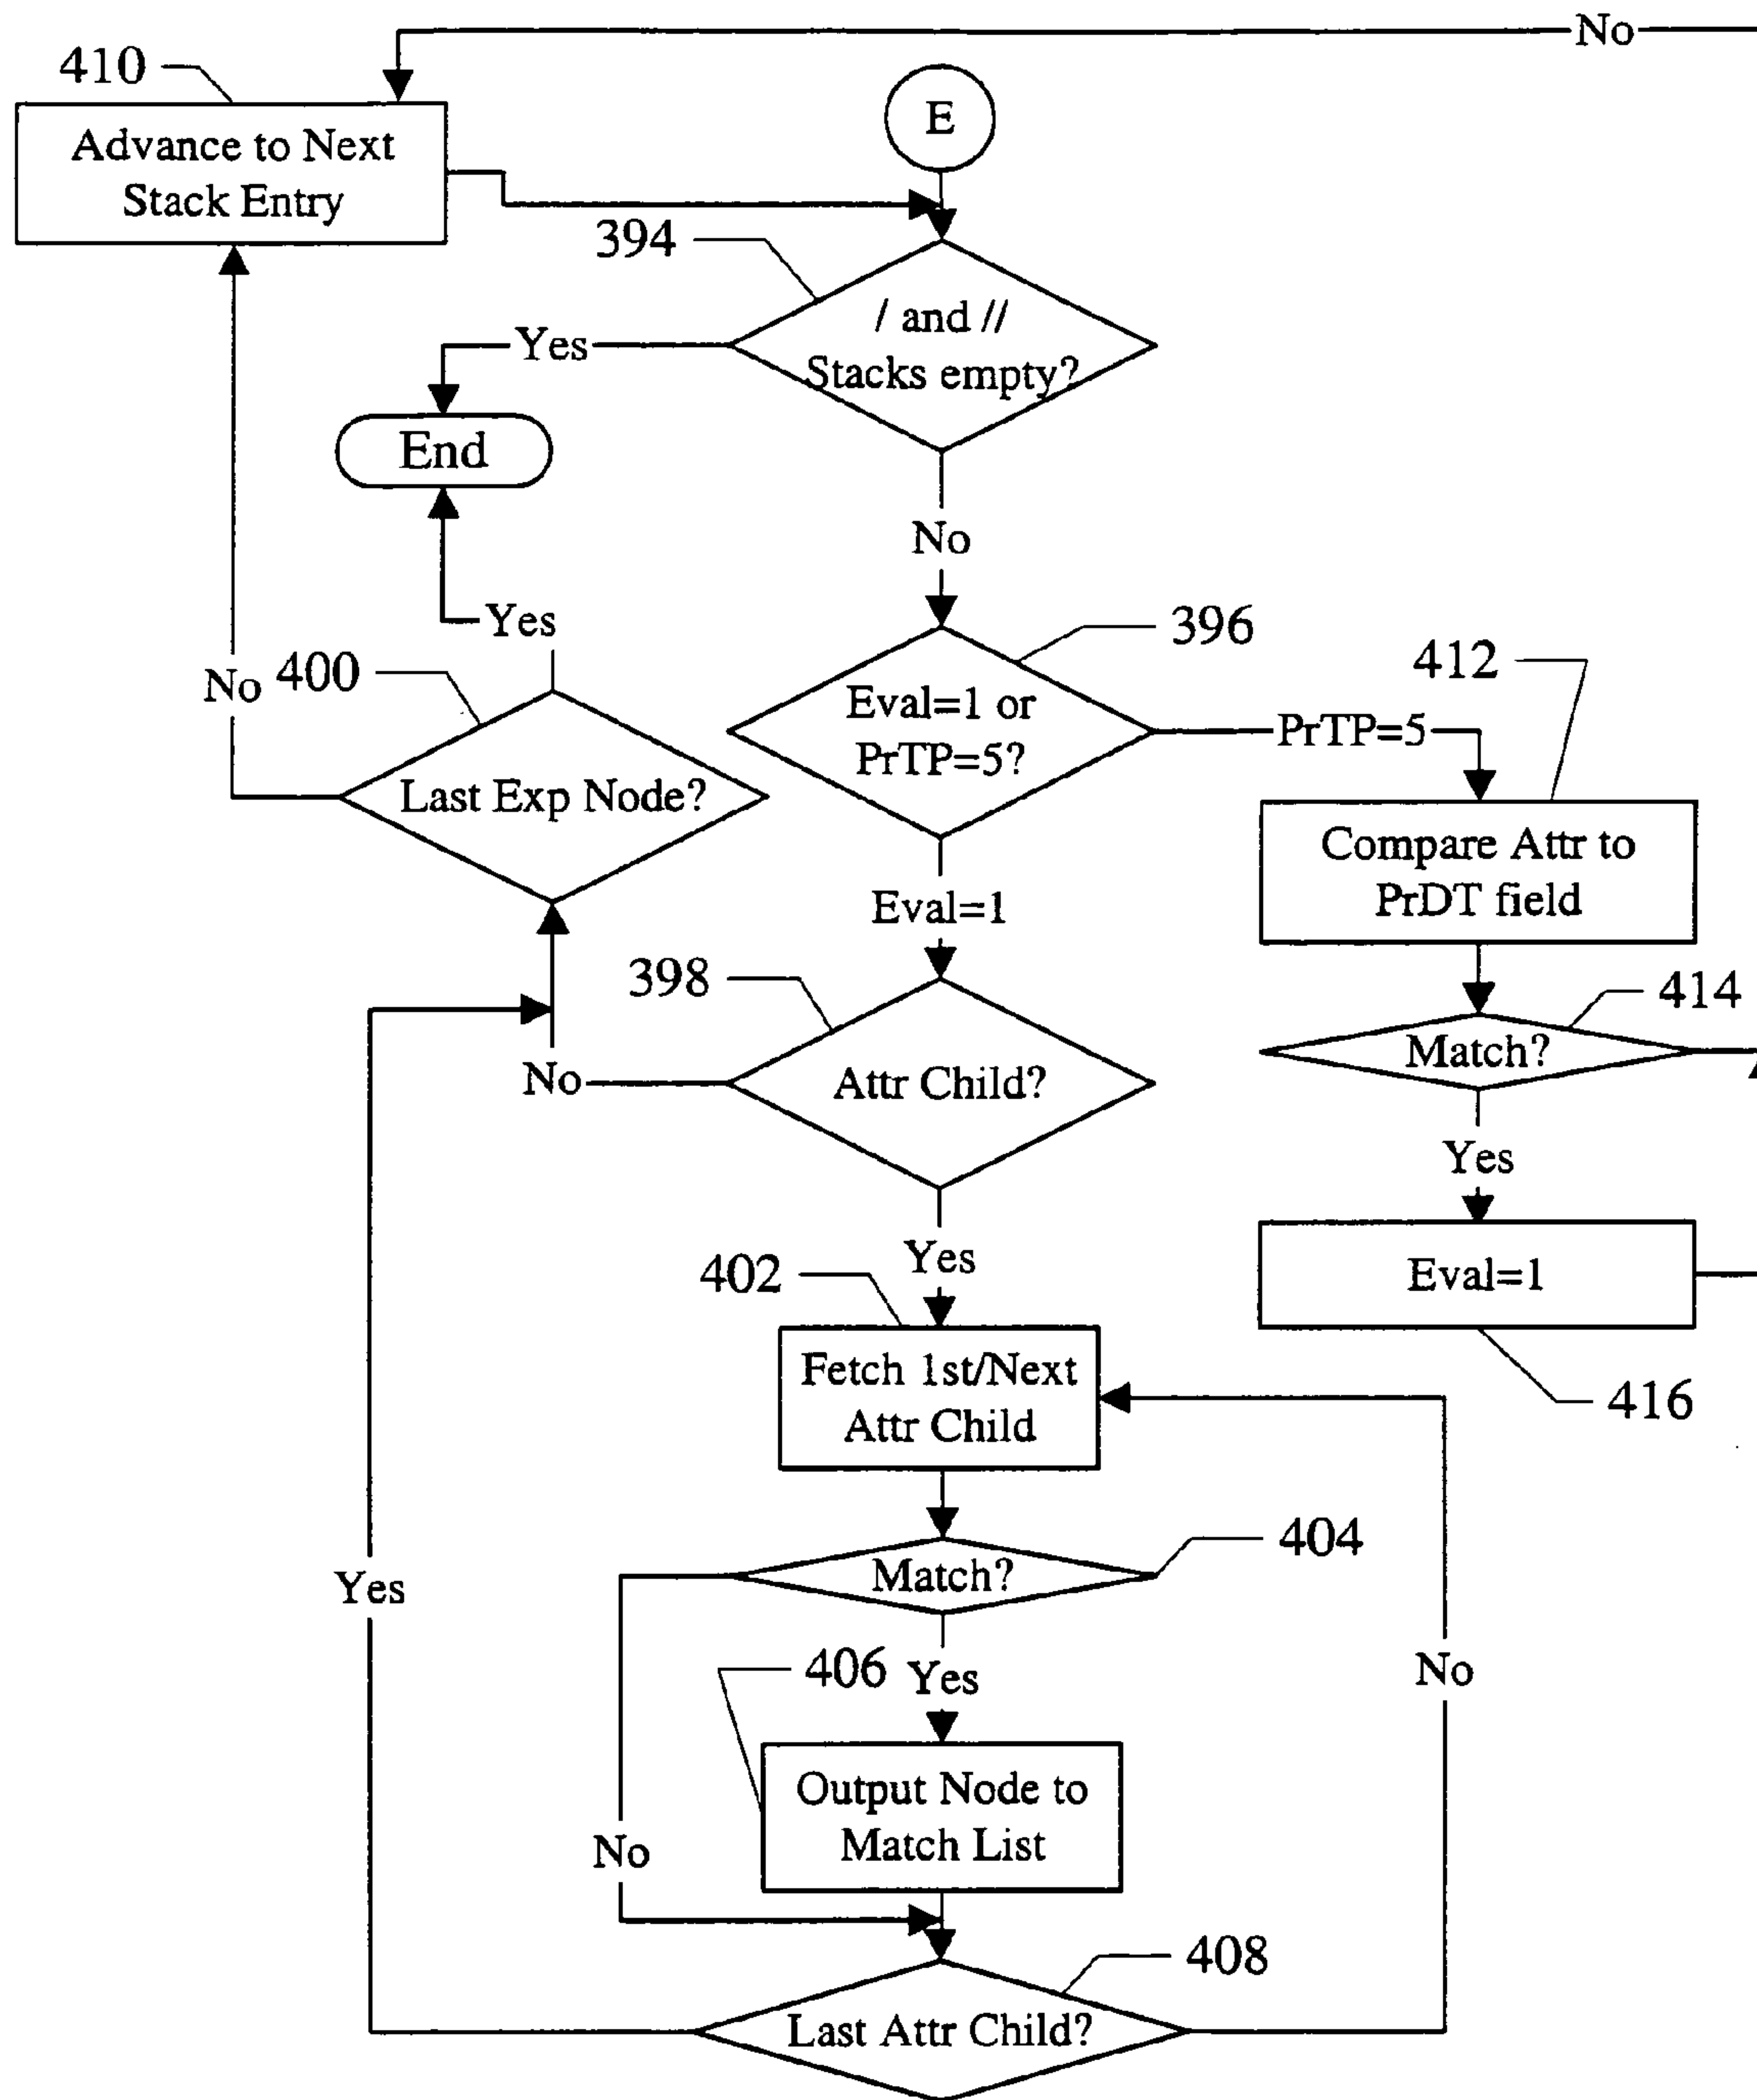 No
410
Advance to Next
Stack Entry
E
394
/ and //
Stacks empty?
Yes
End
No
Yes
396
Eval=1 or
PrTP=5?
PrTP=5
412
No
400
Last Exp Node?
Compare Attr to
PrDT field
Eval=1
398
Attr Child?
No
414
Match?
Yes
Eval=1
416
Yes
402
Fetch 1st/Next
Attr Child
404
Match?
Yes
406
Yes
No
Output Node to
Match List
No
408
Last Attr Child?